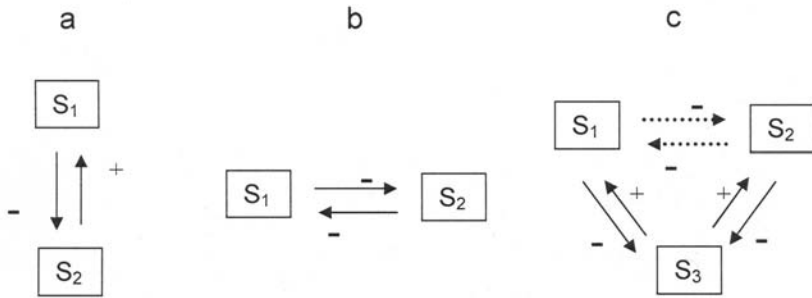 a b c
S₁
- +
S₂
S₁ - S₂
-
S₁ - S₂
-
+ +
- -
S₃